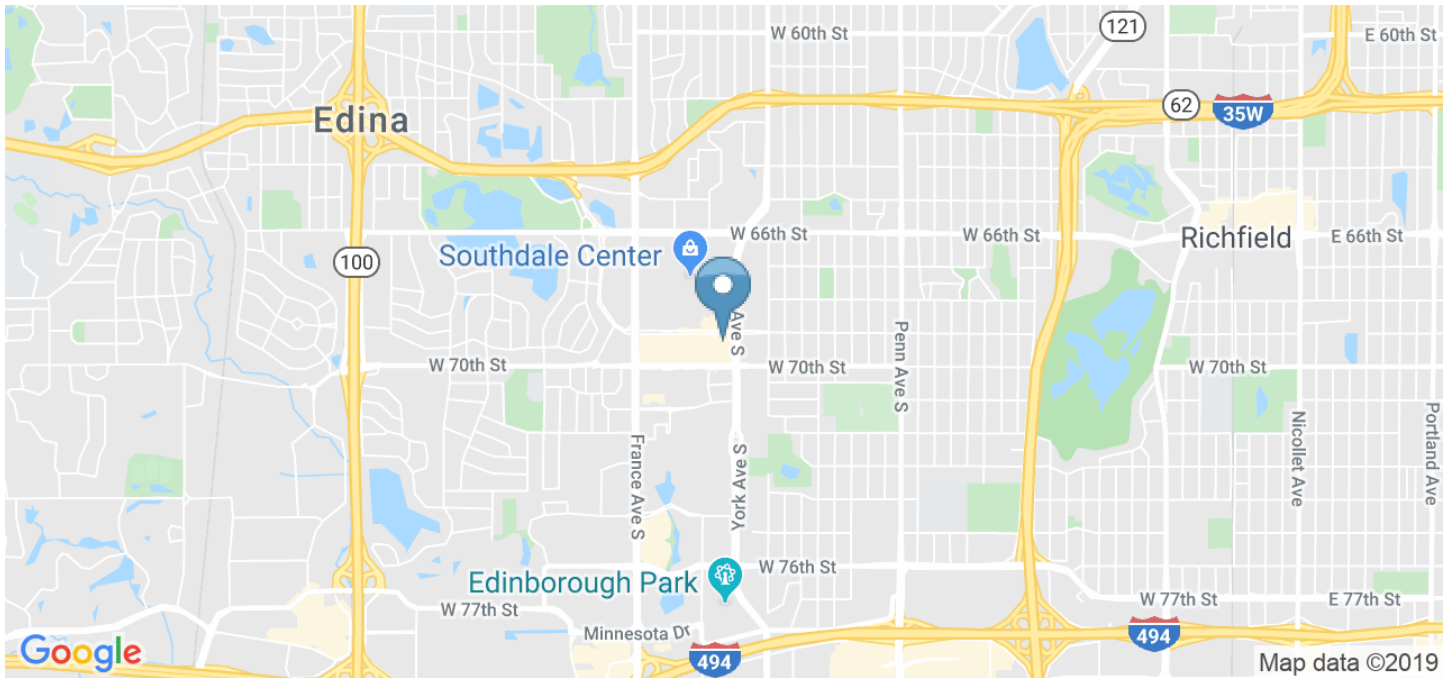 W 60th St
121
E 60th St
62
35W
Edina
W 66th St
W 66th St
Richfield
E 66th St
Southdale Center
100
Ave S
W 70th St
W 70th St
W 70th St
Penn Ave S
Nicollet Ave
Portland Ave
France Ave S
York Ave S
W 76th St
Edinborough Park
W 77th St
W 77th St
E 77th St
Minnesota Dr
494
494
Google
Map data ©2019